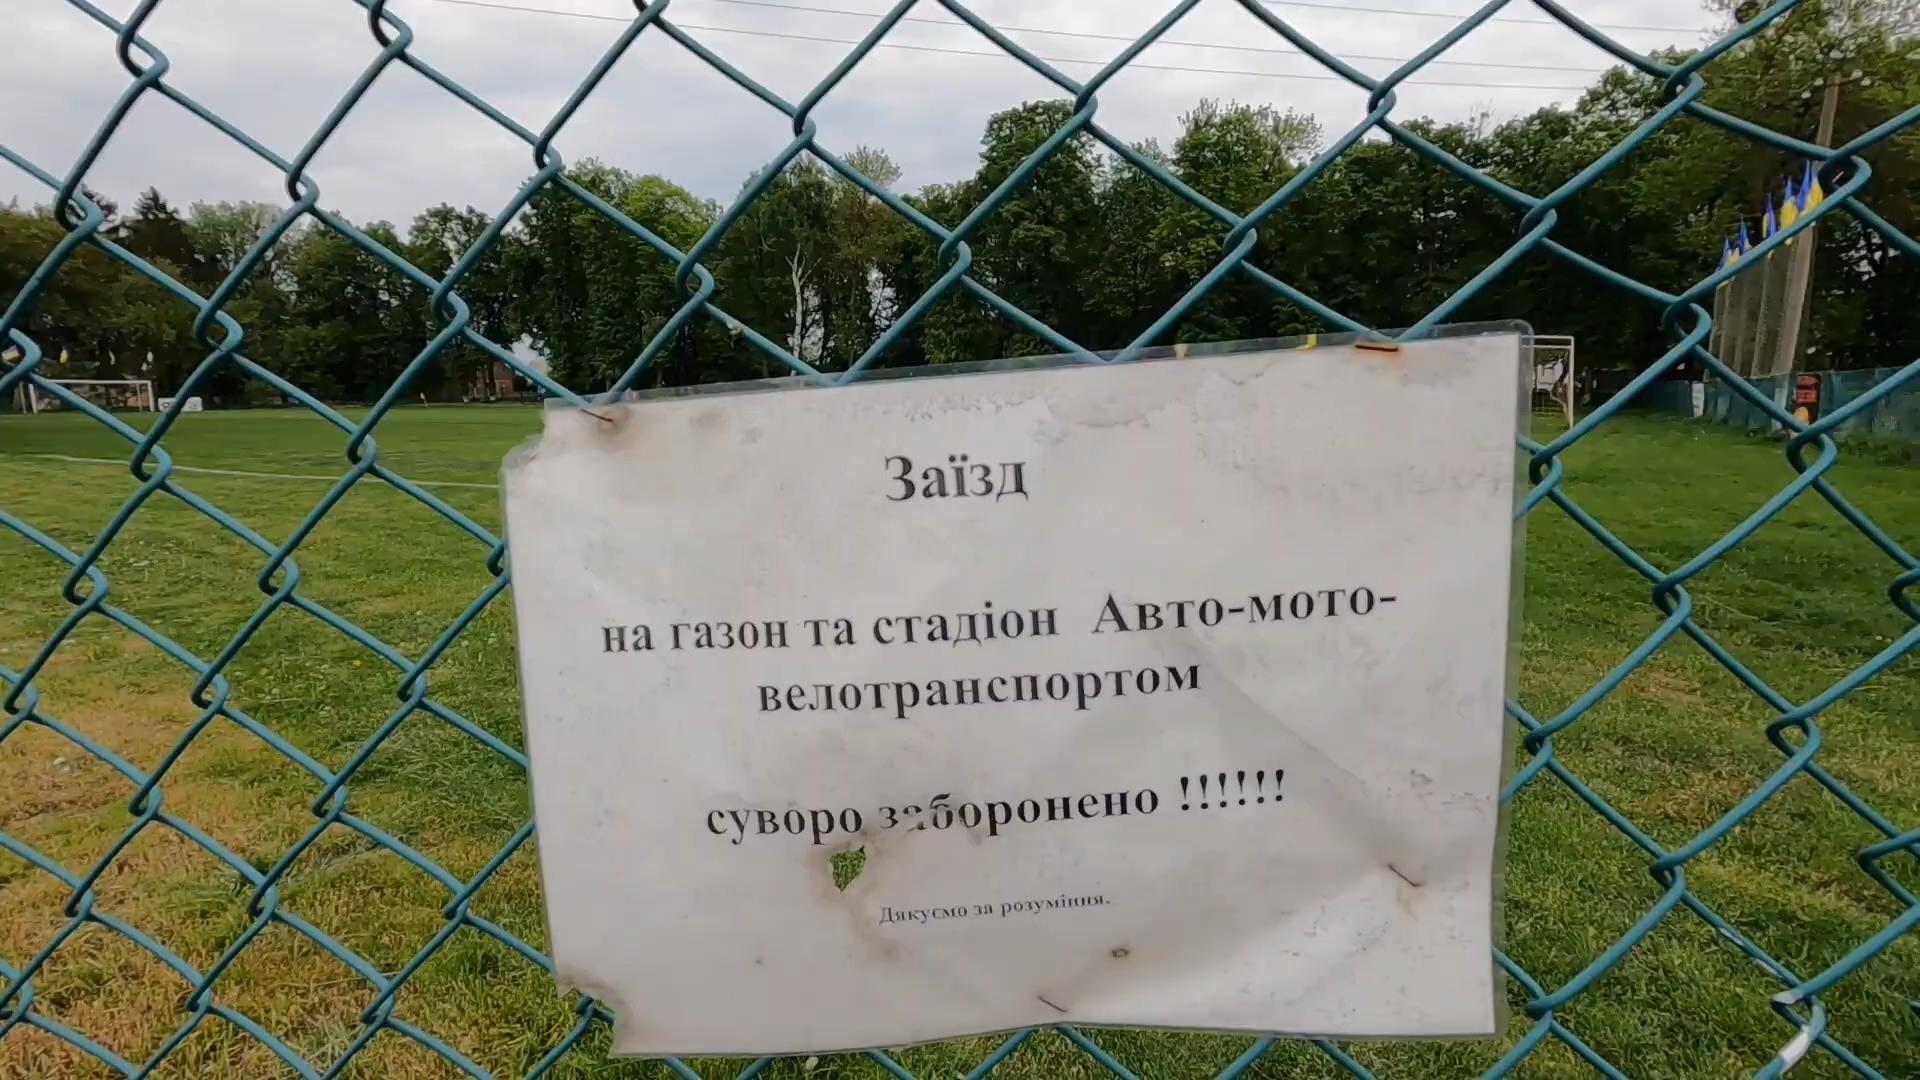 Заїзд
на газон та стадіон Авто-мото-
велотранспортом
суворо заборонено !!!!!!
Дякуємо за розуміння.